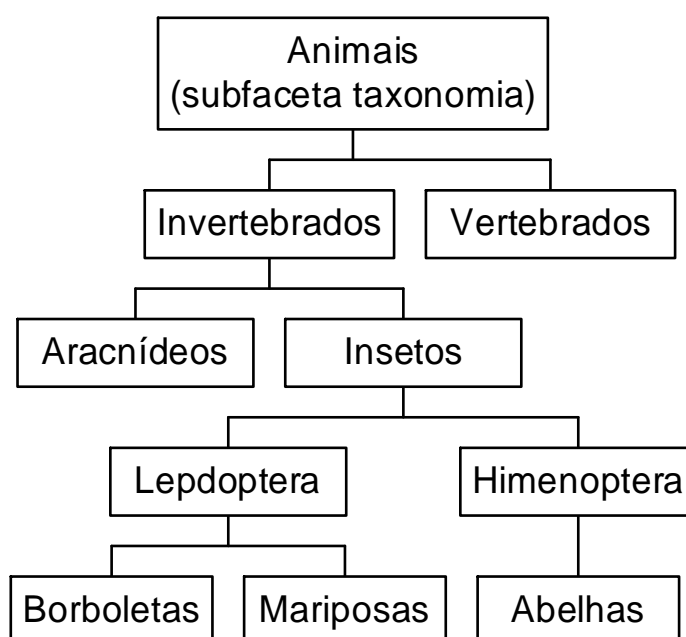 Animais
(subfaceta taxonomia)
Invertebrados
Vertebrados
Aracnídeos
Insetos
Lepdoptera
Himenoptera
Borboletas
Mariposas
Abelhas